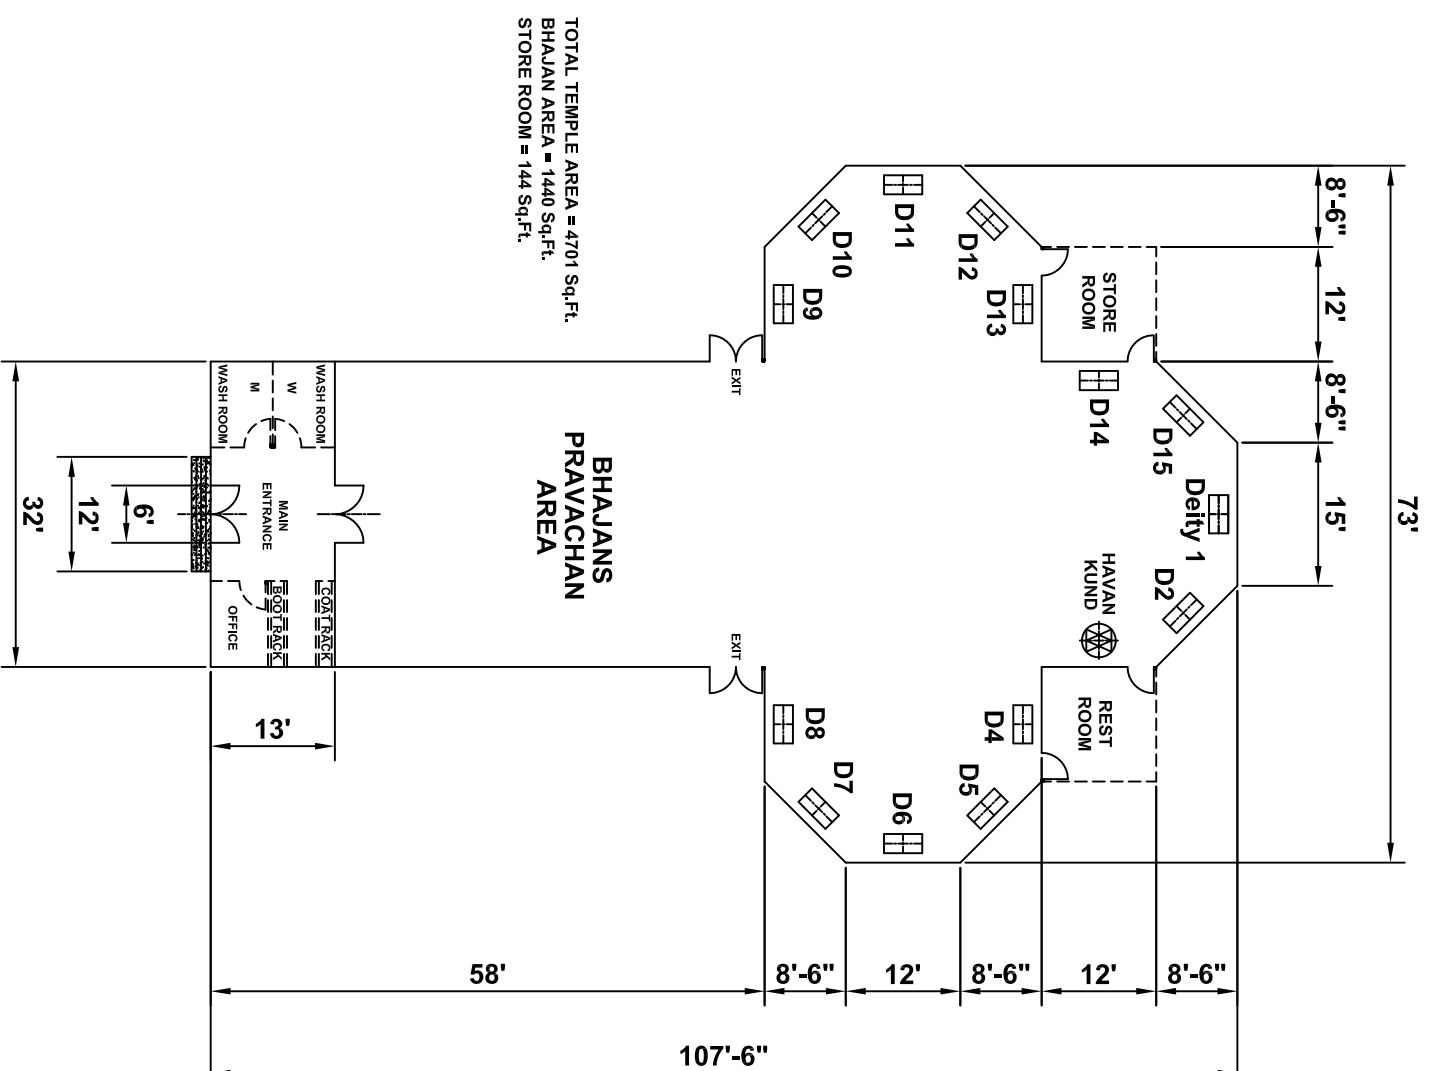 TOTAL TEMPLE AREA = 4701 Sq.Ft.
BHAJAN AREA = 1440 Sq.Ft.
STORE ROOM = 144 Sq.Ft.
73'
8'-6"
12'
8'-6"
15'
Deity 1
D2
D15
D14
HAVAN
KUND
STORE
ROOM
REST
ROOM
D13
D12
D11
D10
D9
D4
D5
D6
D7
D8
EXIT
EXIT
BHAJANS
PRAVACHAN
AREA
WASH ROOM
W
M
WASH ROOM
MAIN
ENTRANCE
COAT RACK
BOOT RACK
OFFICE
6'
12'
32'
13'
58'
8'-6"
12'
8'-6"
12'
8'-6"
107'-6"